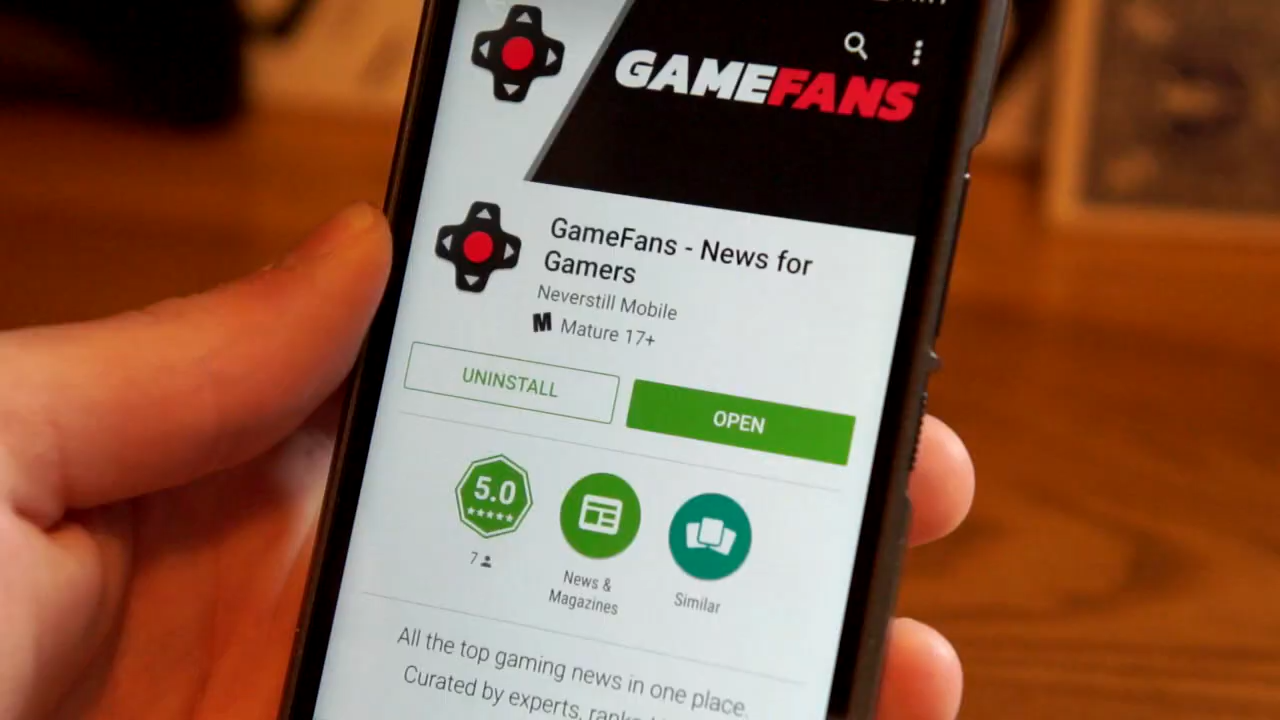 GAMEFANS
GameFans - News for
Gamers
Neverstill Mobile
M Mature 17+
UNINSTALL
OPEN
5.0
7
News &
Magazines
Similar
All the top gaming news in one place.
Curated by experts,